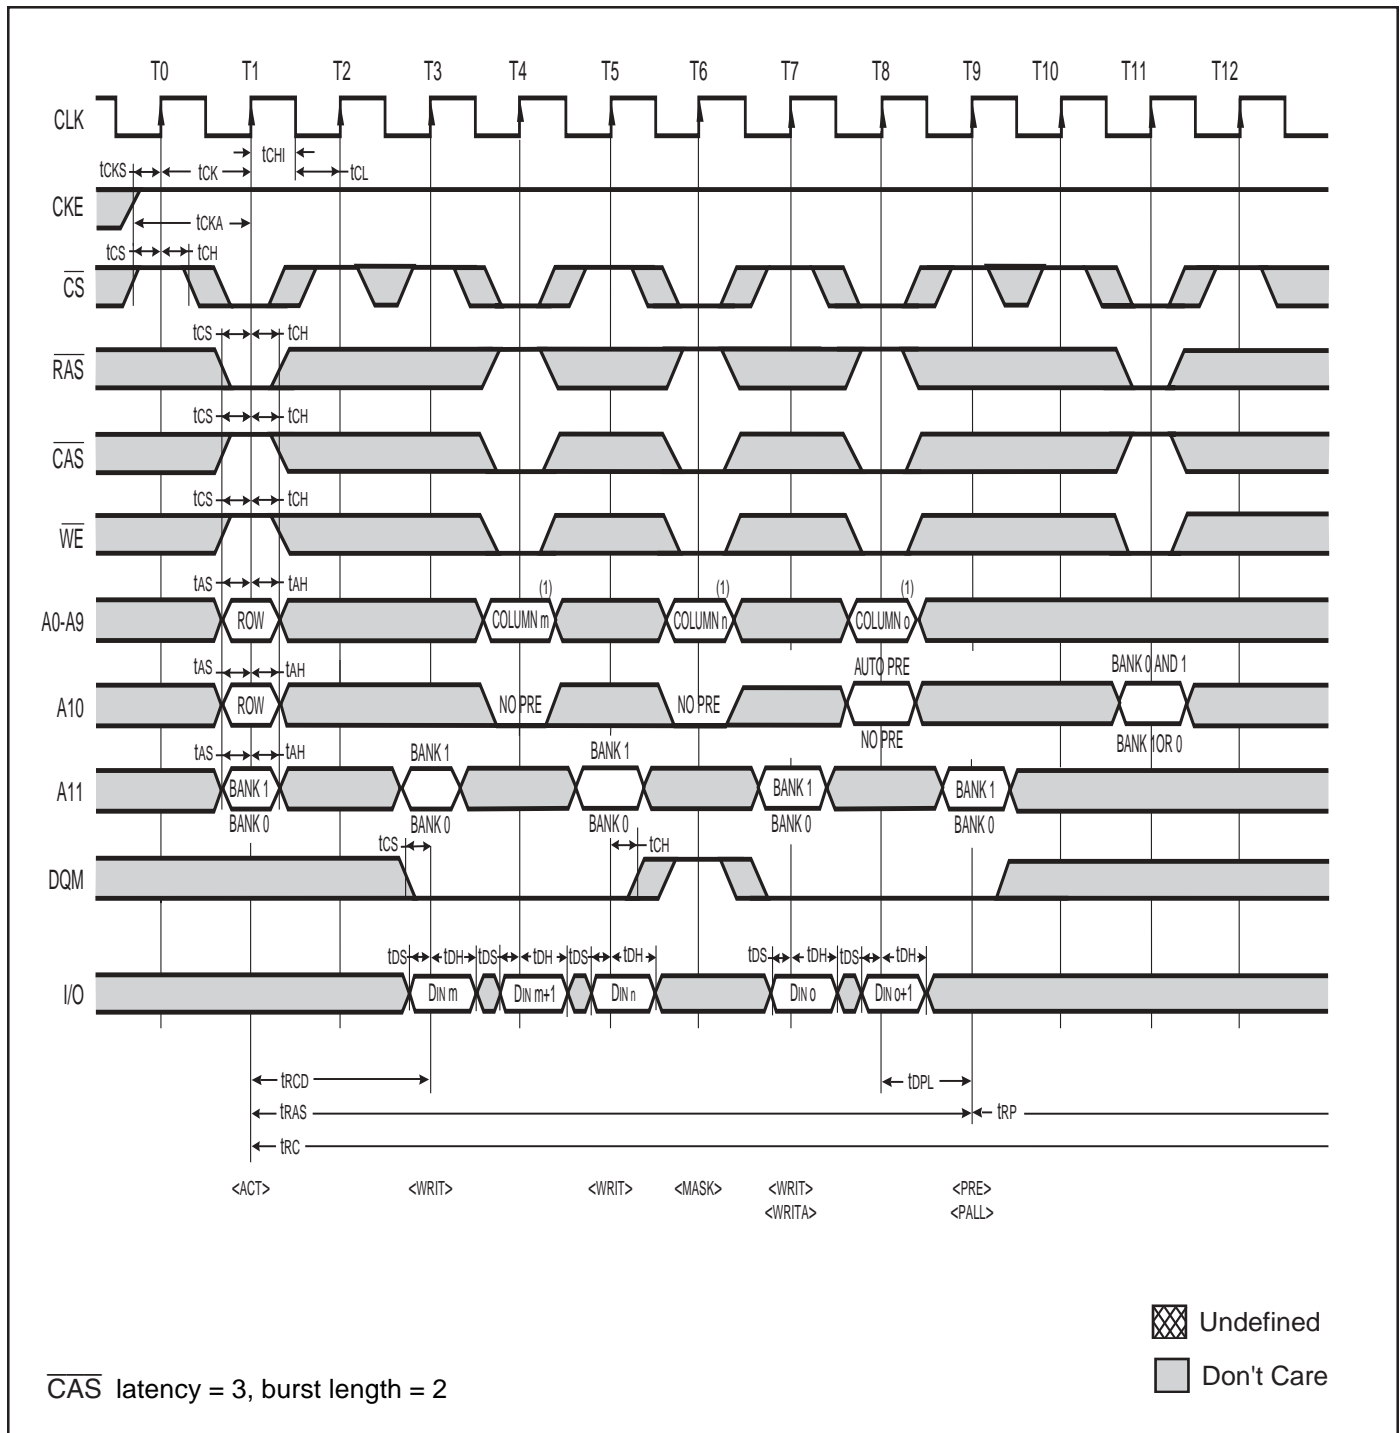 T0 T1 T2 T3 T4 T5 T6 T7 T8 T9 T10 T11 T12
CLK
tCHI
tCKS tCK tCL
CKE
tCKA
tCS tCH
CS
tCS tCH
RAS
tCS tCH
CAS
tCS tCH
WE
tAS tAH (1) (1) (1)
A0-A9 ROW COLUMN m COLUMN n COLUMN o
tAS tAH AUTO PRE BANK 0 AND 1
A10 ROW NO PRE NO PRE
NO PRE BANK 1 OR 0
tAS tAH BANK 1 BANK 1
A11 BANK 1 BANK 1 BANK 1
BANK 0 BANK 0 BANK 0 BANK 0 BANK 0
tCS tCH
DQM
tDS tDH tDS tDH tDS tDH tDS tDH tDS tDH
I/O DIN m DIN m+1 DIN n DIN o DIN o+1
tRCD tDPL
tRAS tRP
tRC
<ACT> <WRIT> <WRIT> <MASK> <WRIT> <PRE>
<WRITA> <PALL>
Undefined
Don't Care
CAS latency = 3, burst length = 2